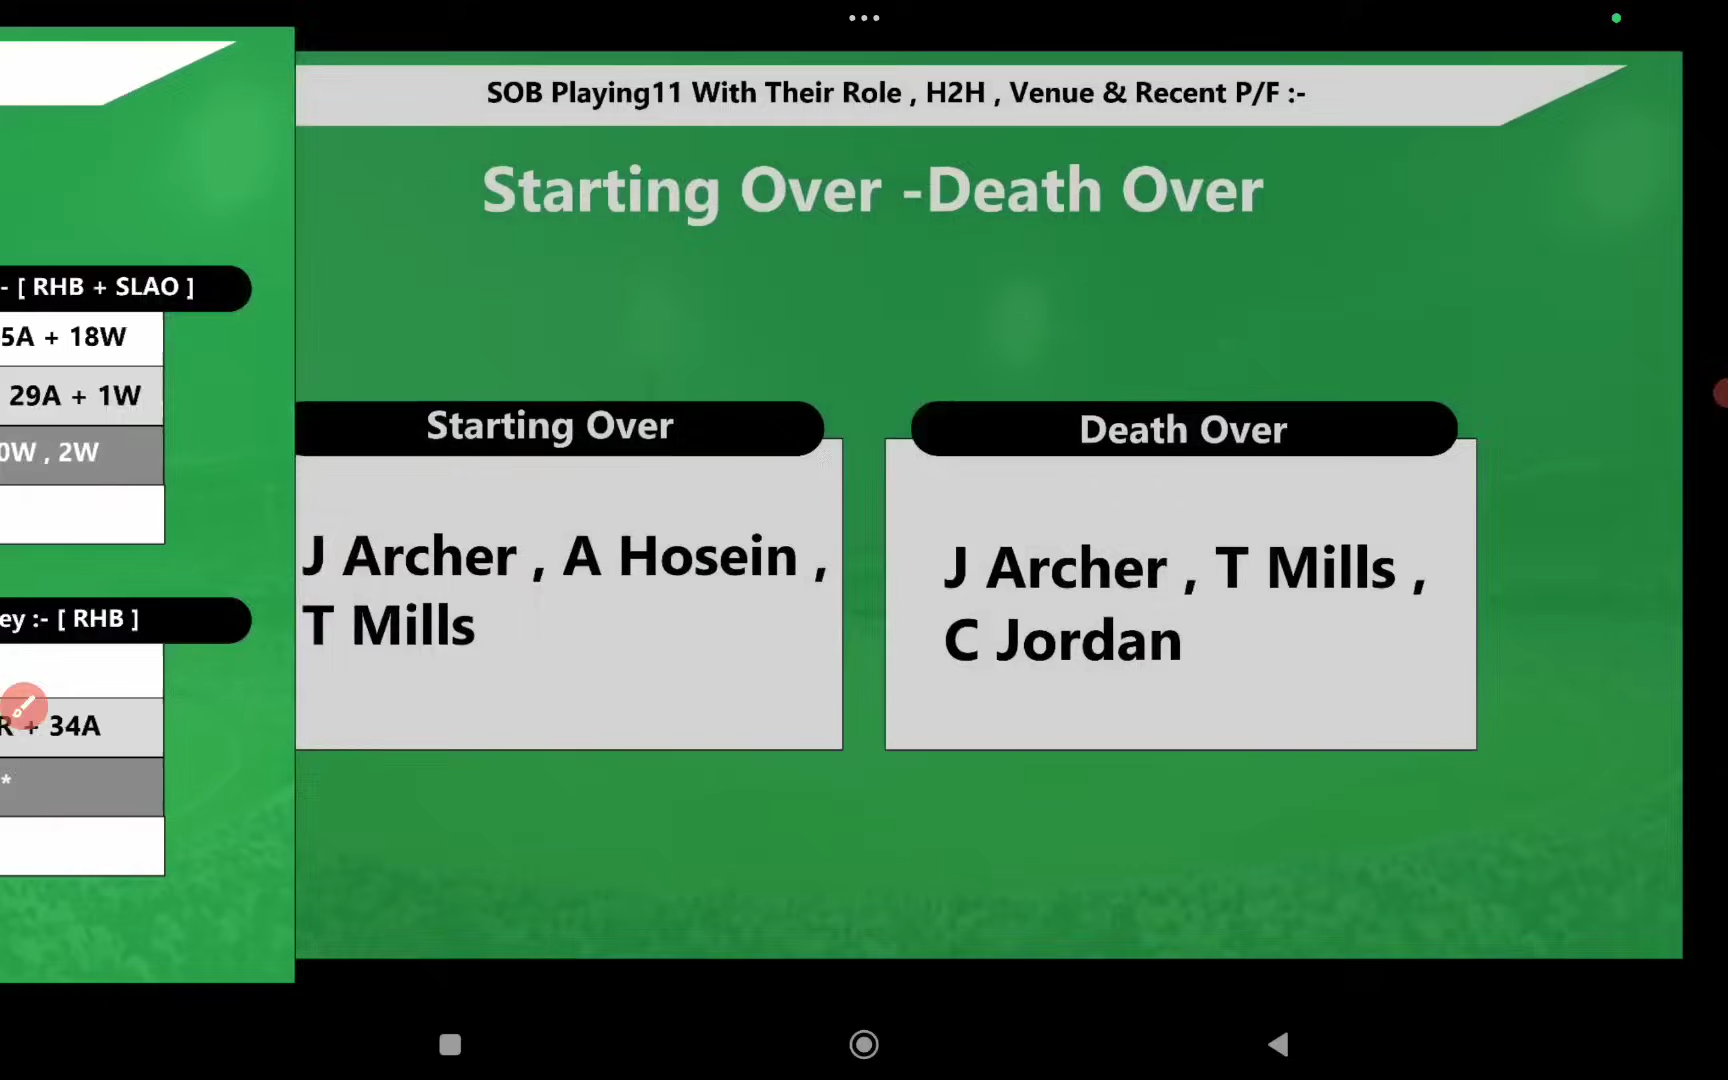 - [ RHB + SLAO ]
5A + 18W
29A + 1W
0W , 2W
ey :- [ RHB ]
R + 34A
*
SOB Playing11 With Their Role , H2H , Venue & Recent P/F :-
Starting Over -Death Over
Starting Over
J Archer , A Hosein ,
T Mills
Death Over
J Archer , T Mills ,
C Jordan